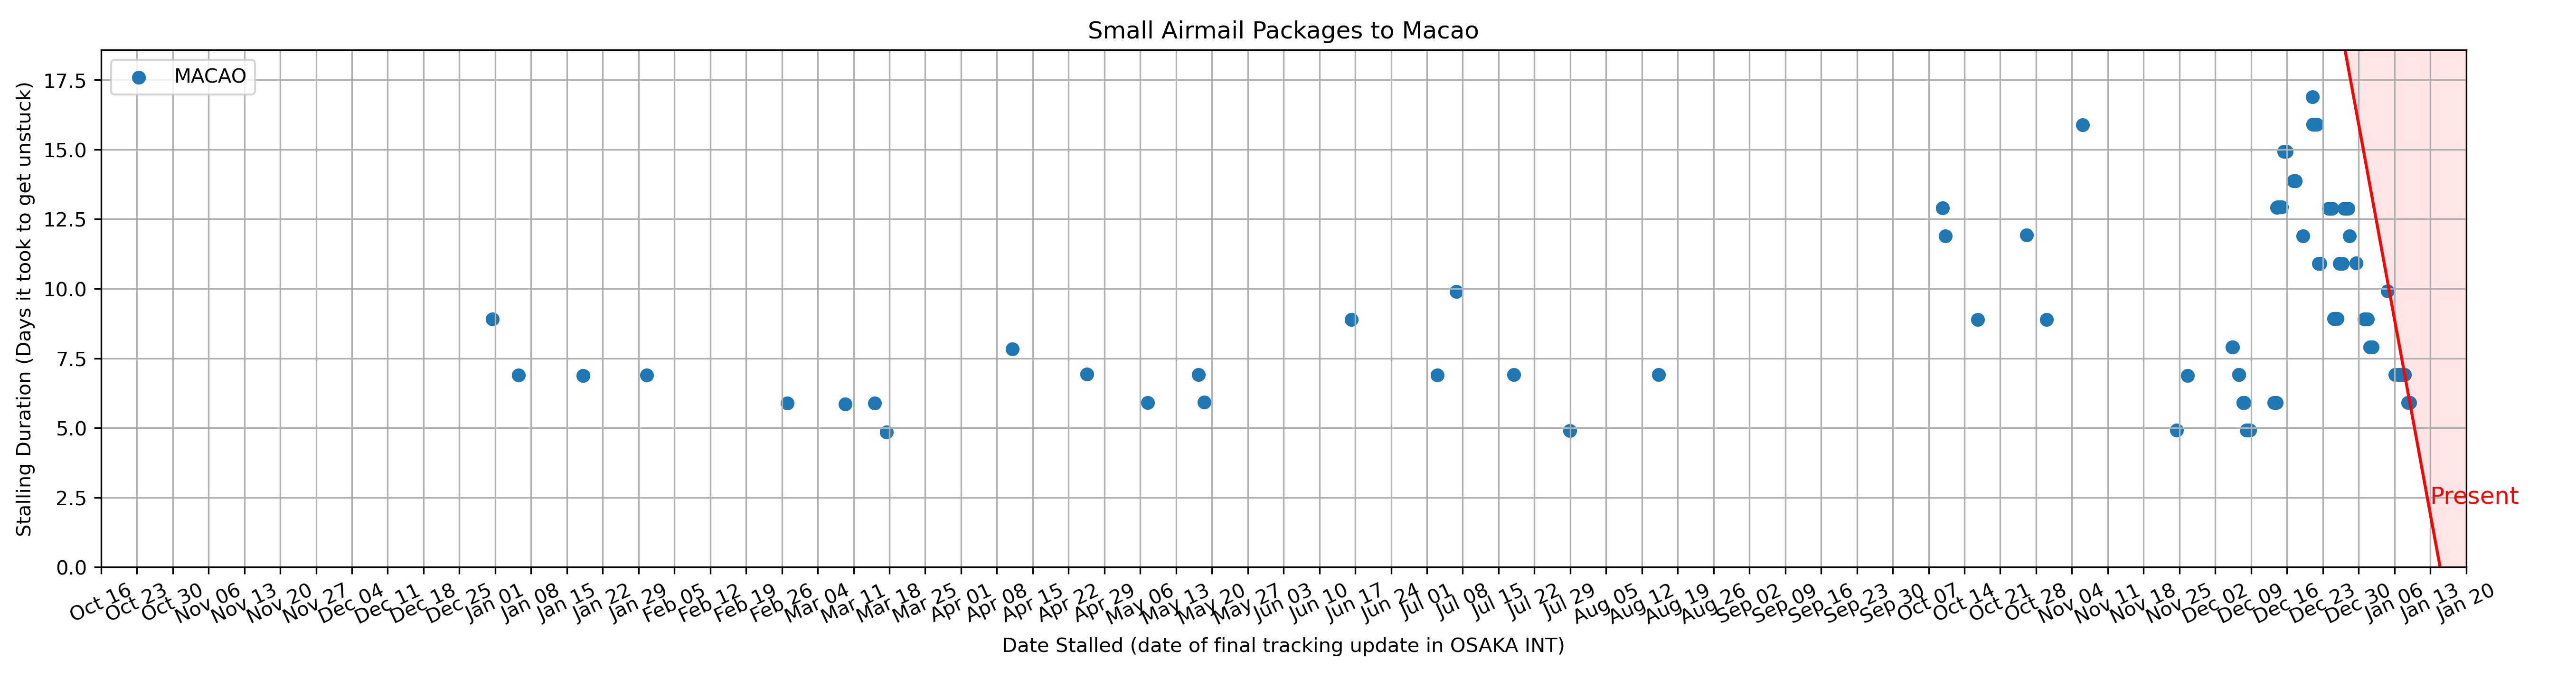 Small Airmail Packages to Macao
MACAO
Stalling Duration (Days it took to get unstuck)
17.5
15.0
12.5
10.0
7.5
5.0
2.5
0.0
Present
Oct 16 Oct 23 Oct 30 Nov 06 Nov 13 Nov 20 Nov 27 Dec 04 Dec 11 Dec 18 Dec 25 Jan 01 Jan 08 Jan 15 Jan 22 Jan 29 Feb 05 Feb 12 Feb 19 Feb 26 Mar 04 Mar 11 Mar 18 Mar 25 Apr 01 Apr 08 Apr 15 Apr 22 Apr 29 May 06 May 13 May 20 May 27 Jun 03 Jun 10 Jun 17 Jun 24 Jul 01 Jul 08 Jul 15 Jul 22 Jul 29 Aug 05 Aug 12 Aug 19 Aug 26 Sep 02 Sep 09 Sep 16 Sep 23 Sep 30 Oct 07 Oct 14 Oct 21 Oct 28 Nov 04 Nov 11 Nov 18 Nov 25 Dec 02 Dec 09 Dec 16 Dec 23 Dec 30 Jan 06 Jan 13 Jan 20
Date Stalled (date of final tracking update in OSAKA INT)